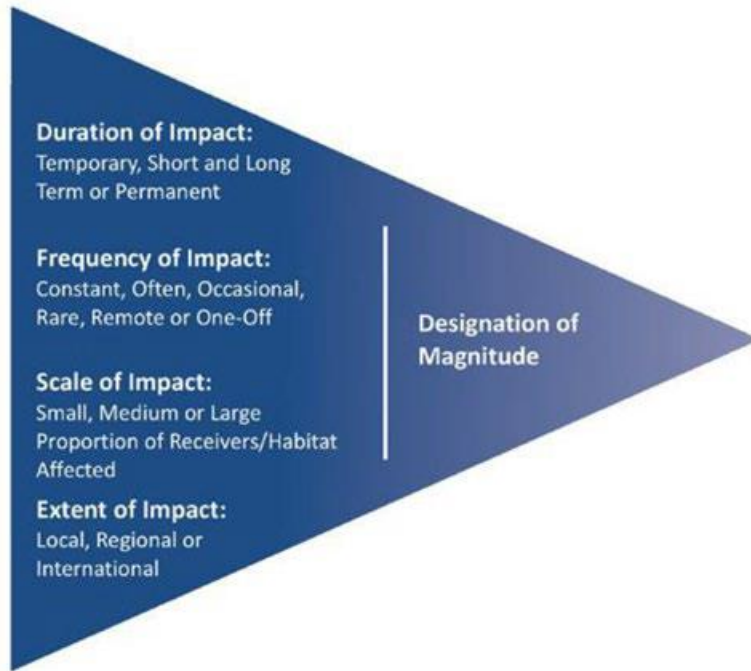 Duration of Impact:
Temporary, Short and Long
Term or Permanent
Frequency of Impact:
Constant, Often, Occasional,
Rare, Remote or One-Off
Scale of Impact:
Small, Medium or Large
Proportion of Receivers/Habitat
Affected
Extent of Impact:
Local, Regional or
International
Designation of
Magnitude